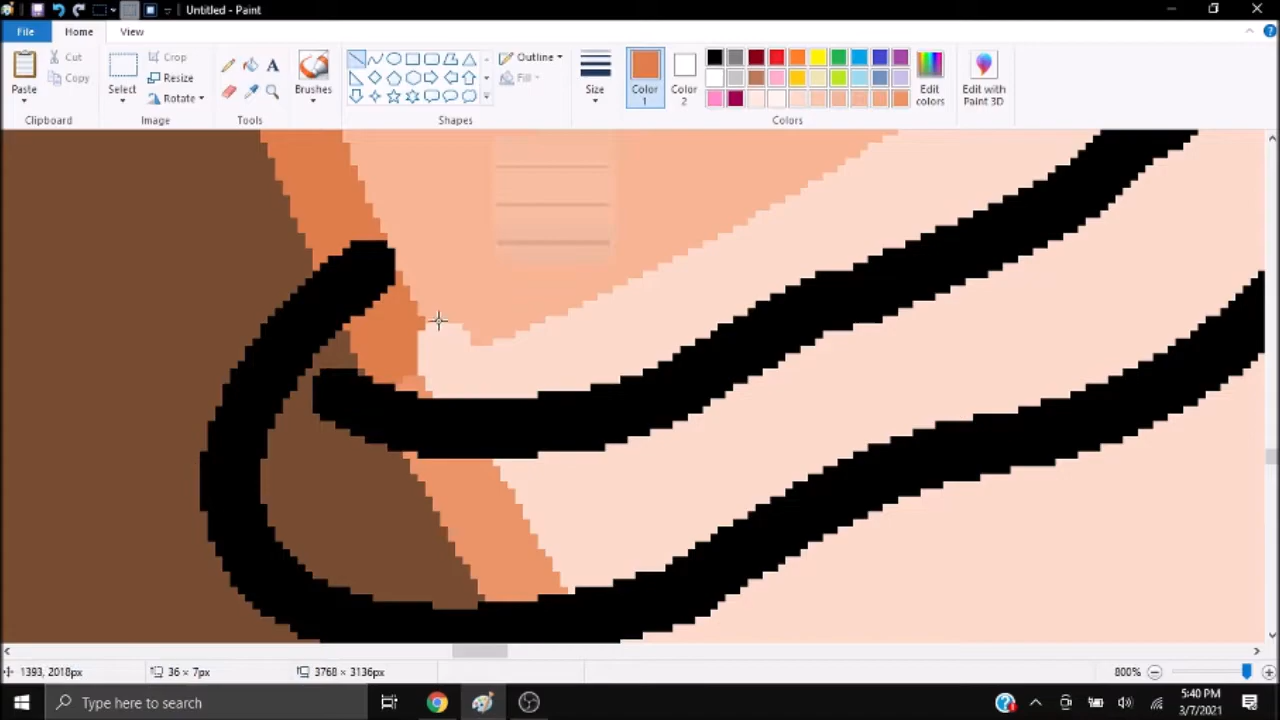 Untitled - Paint
File
Home
View
Paste
Cut
Copy
Clipboard
Select
Crop
Resize
Rotate
Image
A
Tools
Brushes
Outline
Fill
Shapes
Size
Color
1
Color
2
Edit
colors
Colors
Edit with
Paint 3D
1393, 2018px
36 × 7px
3768 × 3136px
800%
Type here to search
5:40 PM
3/7/2021